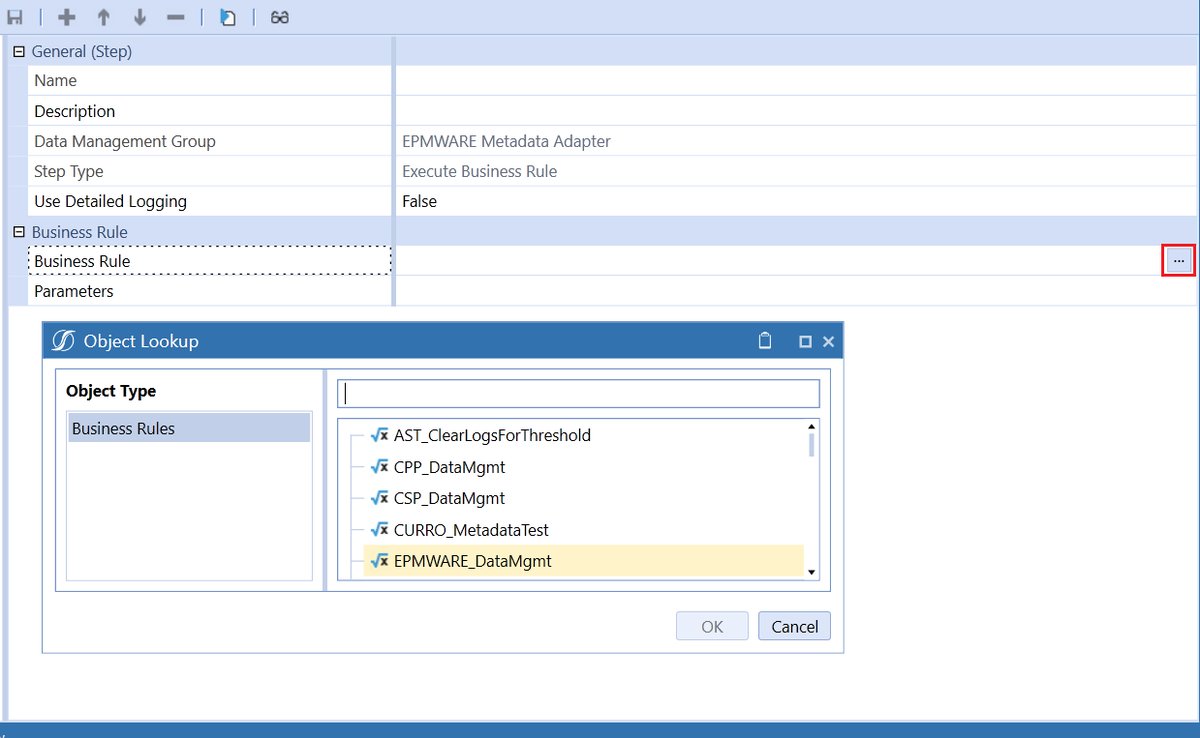 General (Step)
Name
Description
Data Management Group EPMWARE Metadata Adapter
Step Type Execute Business Rule
Use Detailed Logging False
Business Rule
Business Rule ...
Parameters
Object Lookup
Object Type
Business Rules
AST_ClearLogsForThreshold
CPP_DataMgmt
CSP_DataMgmt
CURRO_MetadataTest
EPMWARE_DataMgmt
OK Cancel